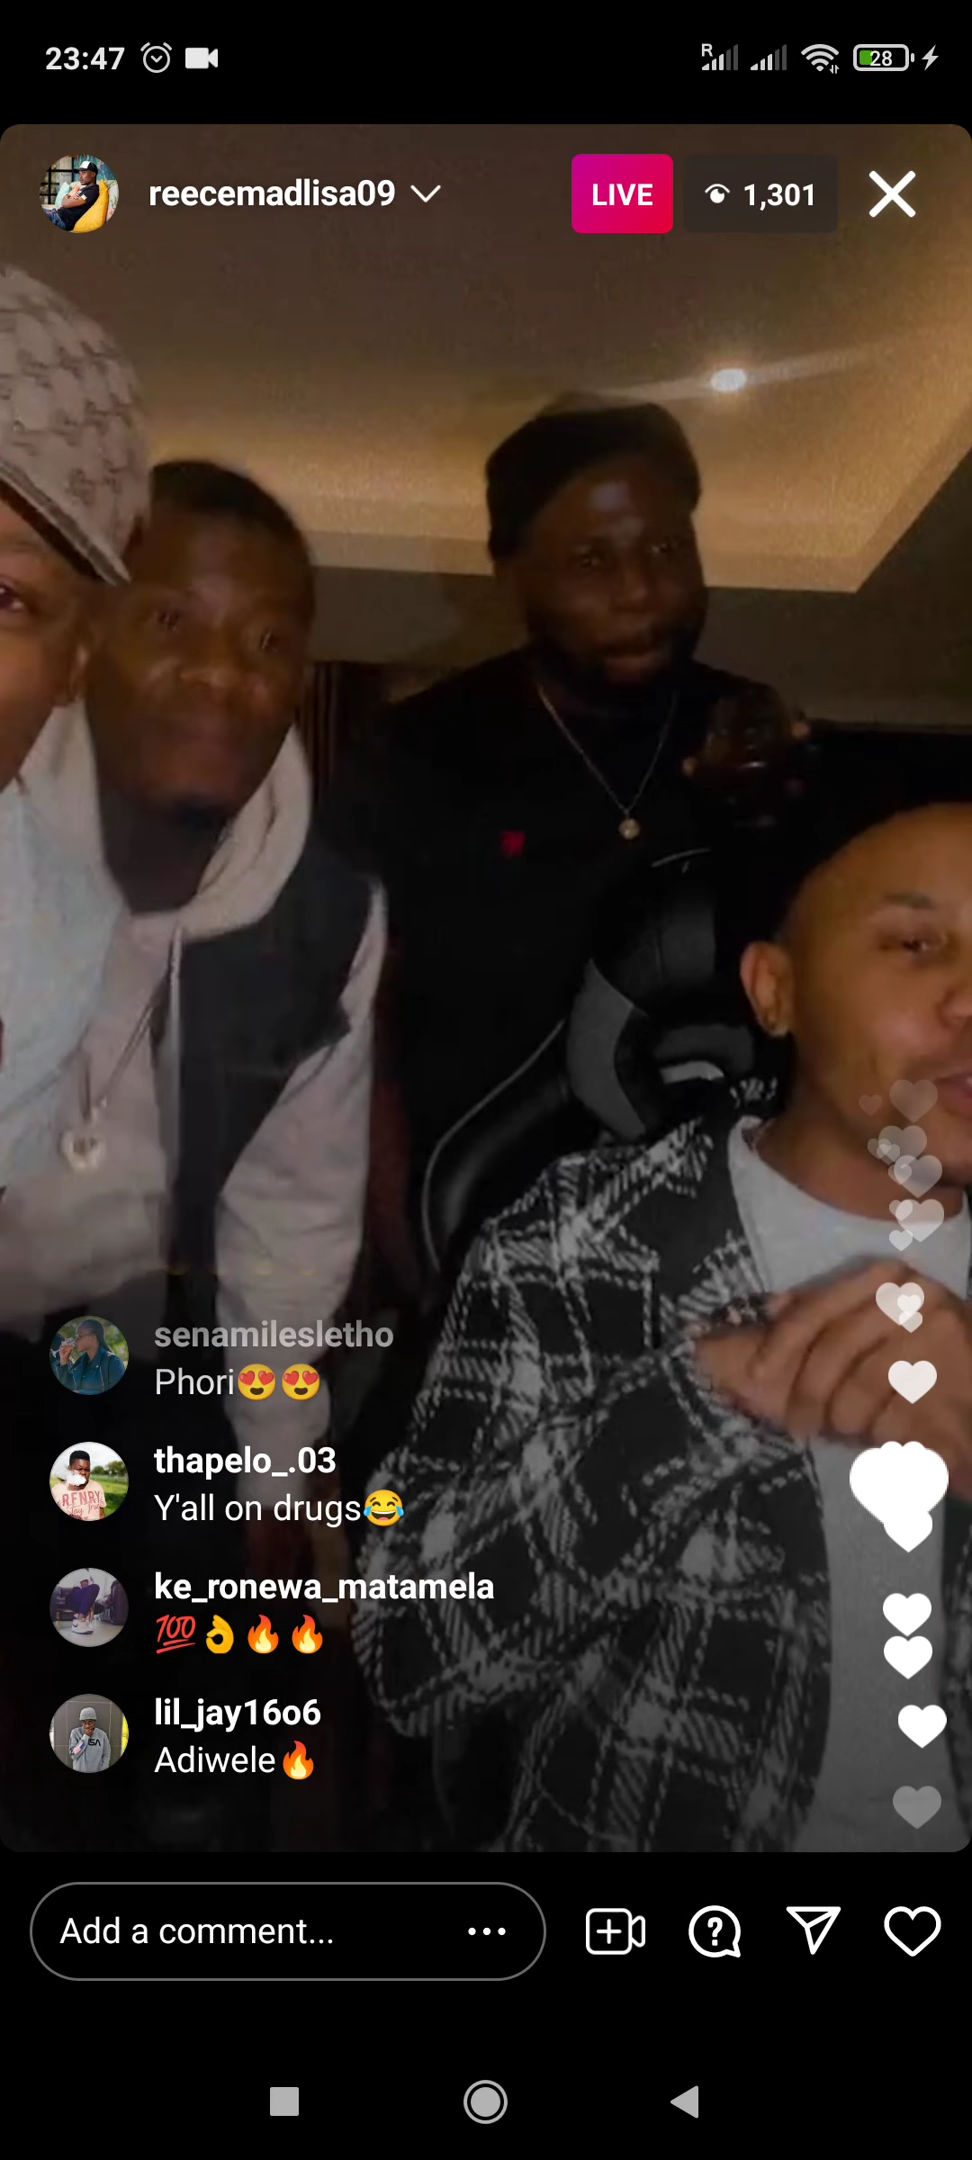 23:47
R
28
reecemadlisa09
LIVE
1,301
senamilesletho
Phori😍😍
thapelo_.03
Y'all on drugs😂
ke_ronewa_matamela
💯👌🔥🔥
lil_jay16o6
Adiwele🔥
Add a comment...